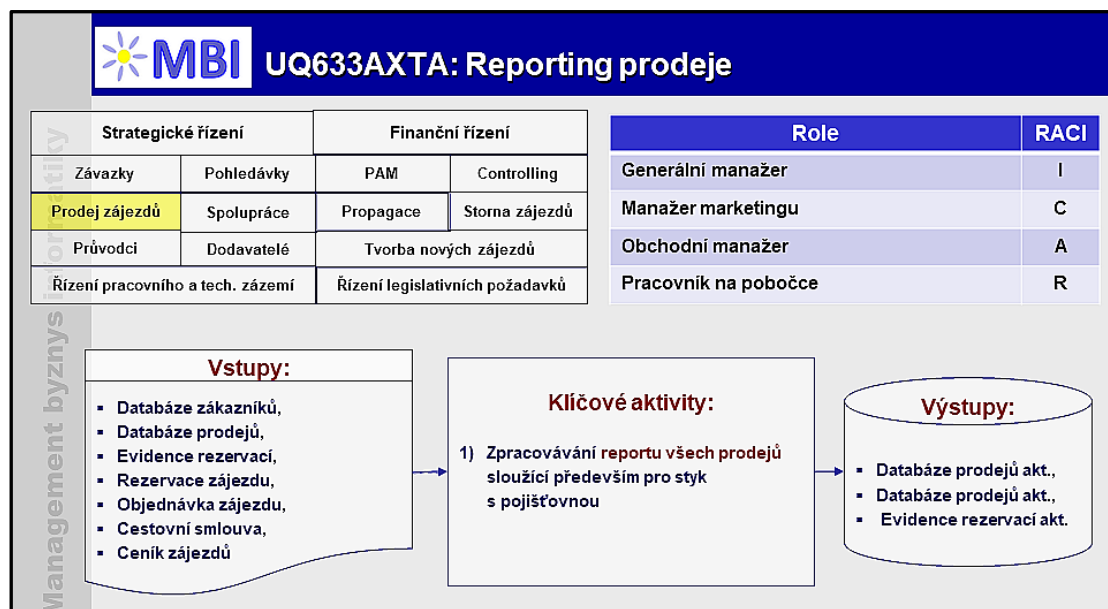 MBI UQ633AXTA: Reporting prodeje
Management byznys informatiky
Strategické řízení Finanční řízení
Závazky Pohledávky PAM Controlling
Prodej zájezdů Spolupráce Propagace Storna zájezdů
Průvodci Dodavatelé Tvorba nových zájezdů
Řízení pracovního a tech. zázemí Řízení legislativních požadavků
Role RACI
Generální manažer I
Manažer marketingu C
Obchodní manažer A
Pracovník na pobočce R
Vstupy:
▪ Databáze zákazníků,
▪ Databáze prodejů,
▪ Evidence rezervací,
▪ Rezervace zájezdu,
▪ Objednávka zájezdu,
▪ Cestovní smlouva,
▪ Ceník zájezdů
Klíčové aktivity:
1) Zpracovávání reportu všech prodejů
sloužící především pro styk
s pojišťovnou
Výstupy:
▪ Databáze prodejů akt.,
▪ Databáze prodejů akt.,
▪ Evidence rezervací akt.